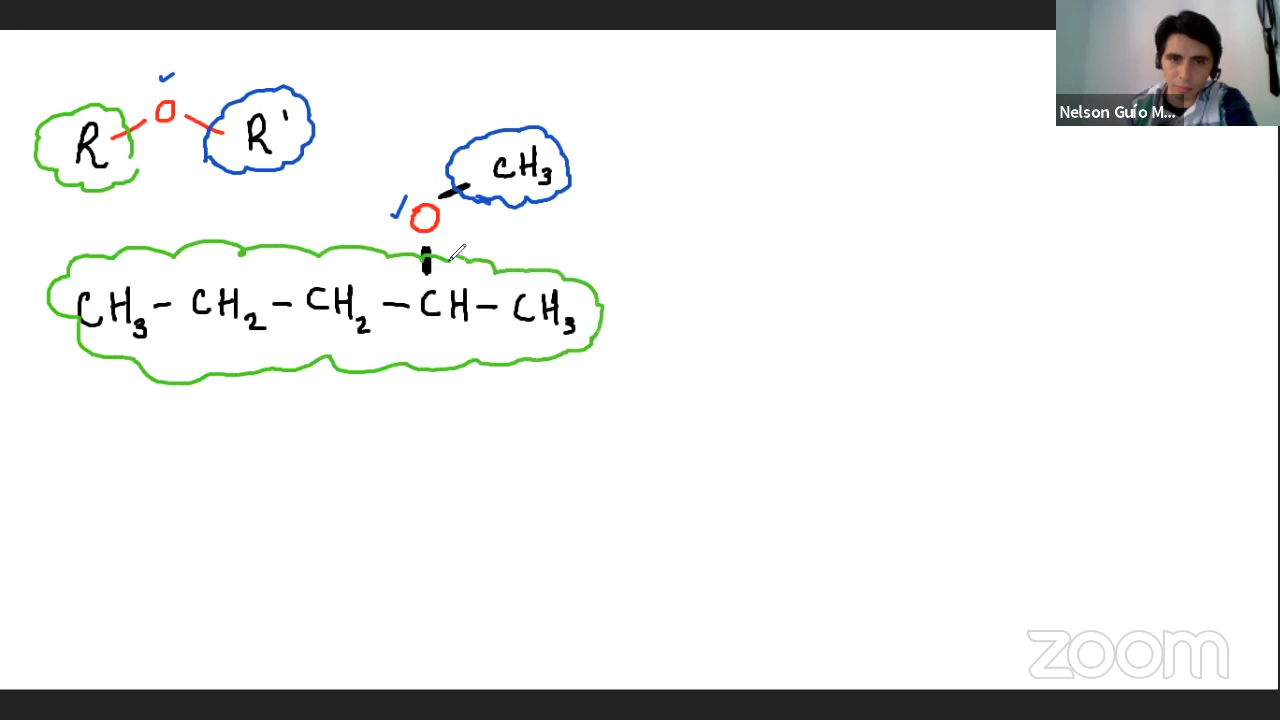 R O R'
CH3
O
CH3 - CH2 - CH2 - CH - CH3
Nelson Guío M...
zoom